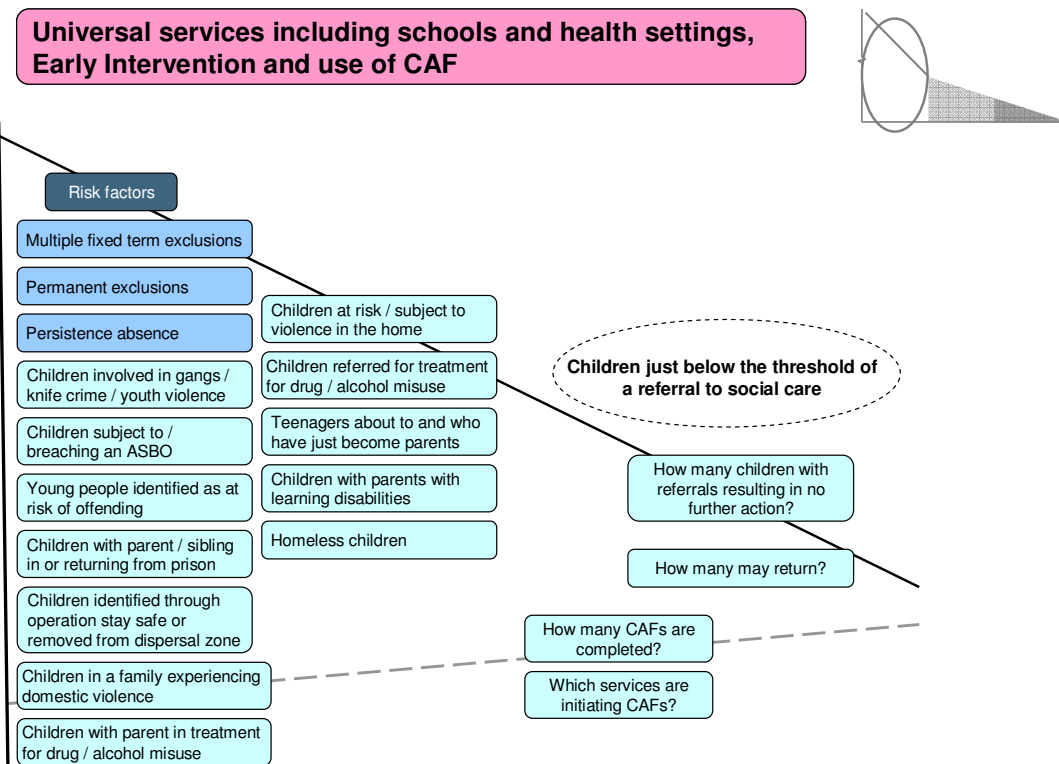 Universal services including schools and health settings,
Early Intervention and use of CAF
Risk factors
Multiple fixed term exclusions
Permanent exclusions
Persistence absence
Children involved in gangs /
knife crime / youth violence
Children subject to /
breaching an ASBO
Young people identified as at
risk of offending
Children with parent / sibling
in or returning from prison
Children identified through
operation stay safe or
removed from dispersal zone
Children in a family experiencing
domestic violence
Children with parent in treatment
for drug / alcohol misuse
Children at risk / subject to
violence in the home
Children referred for treatment
for drug / alcohol misuse
Teenagers about to and who
have just become parents
Children with parents with
learning disabilities
Homeless children
Children just below the threshold of
a referral to social care
How many children with
referrals resulting in no
further action?
How many may return?
How many CAFs are
completed?
Which services are
initiating CAFs?